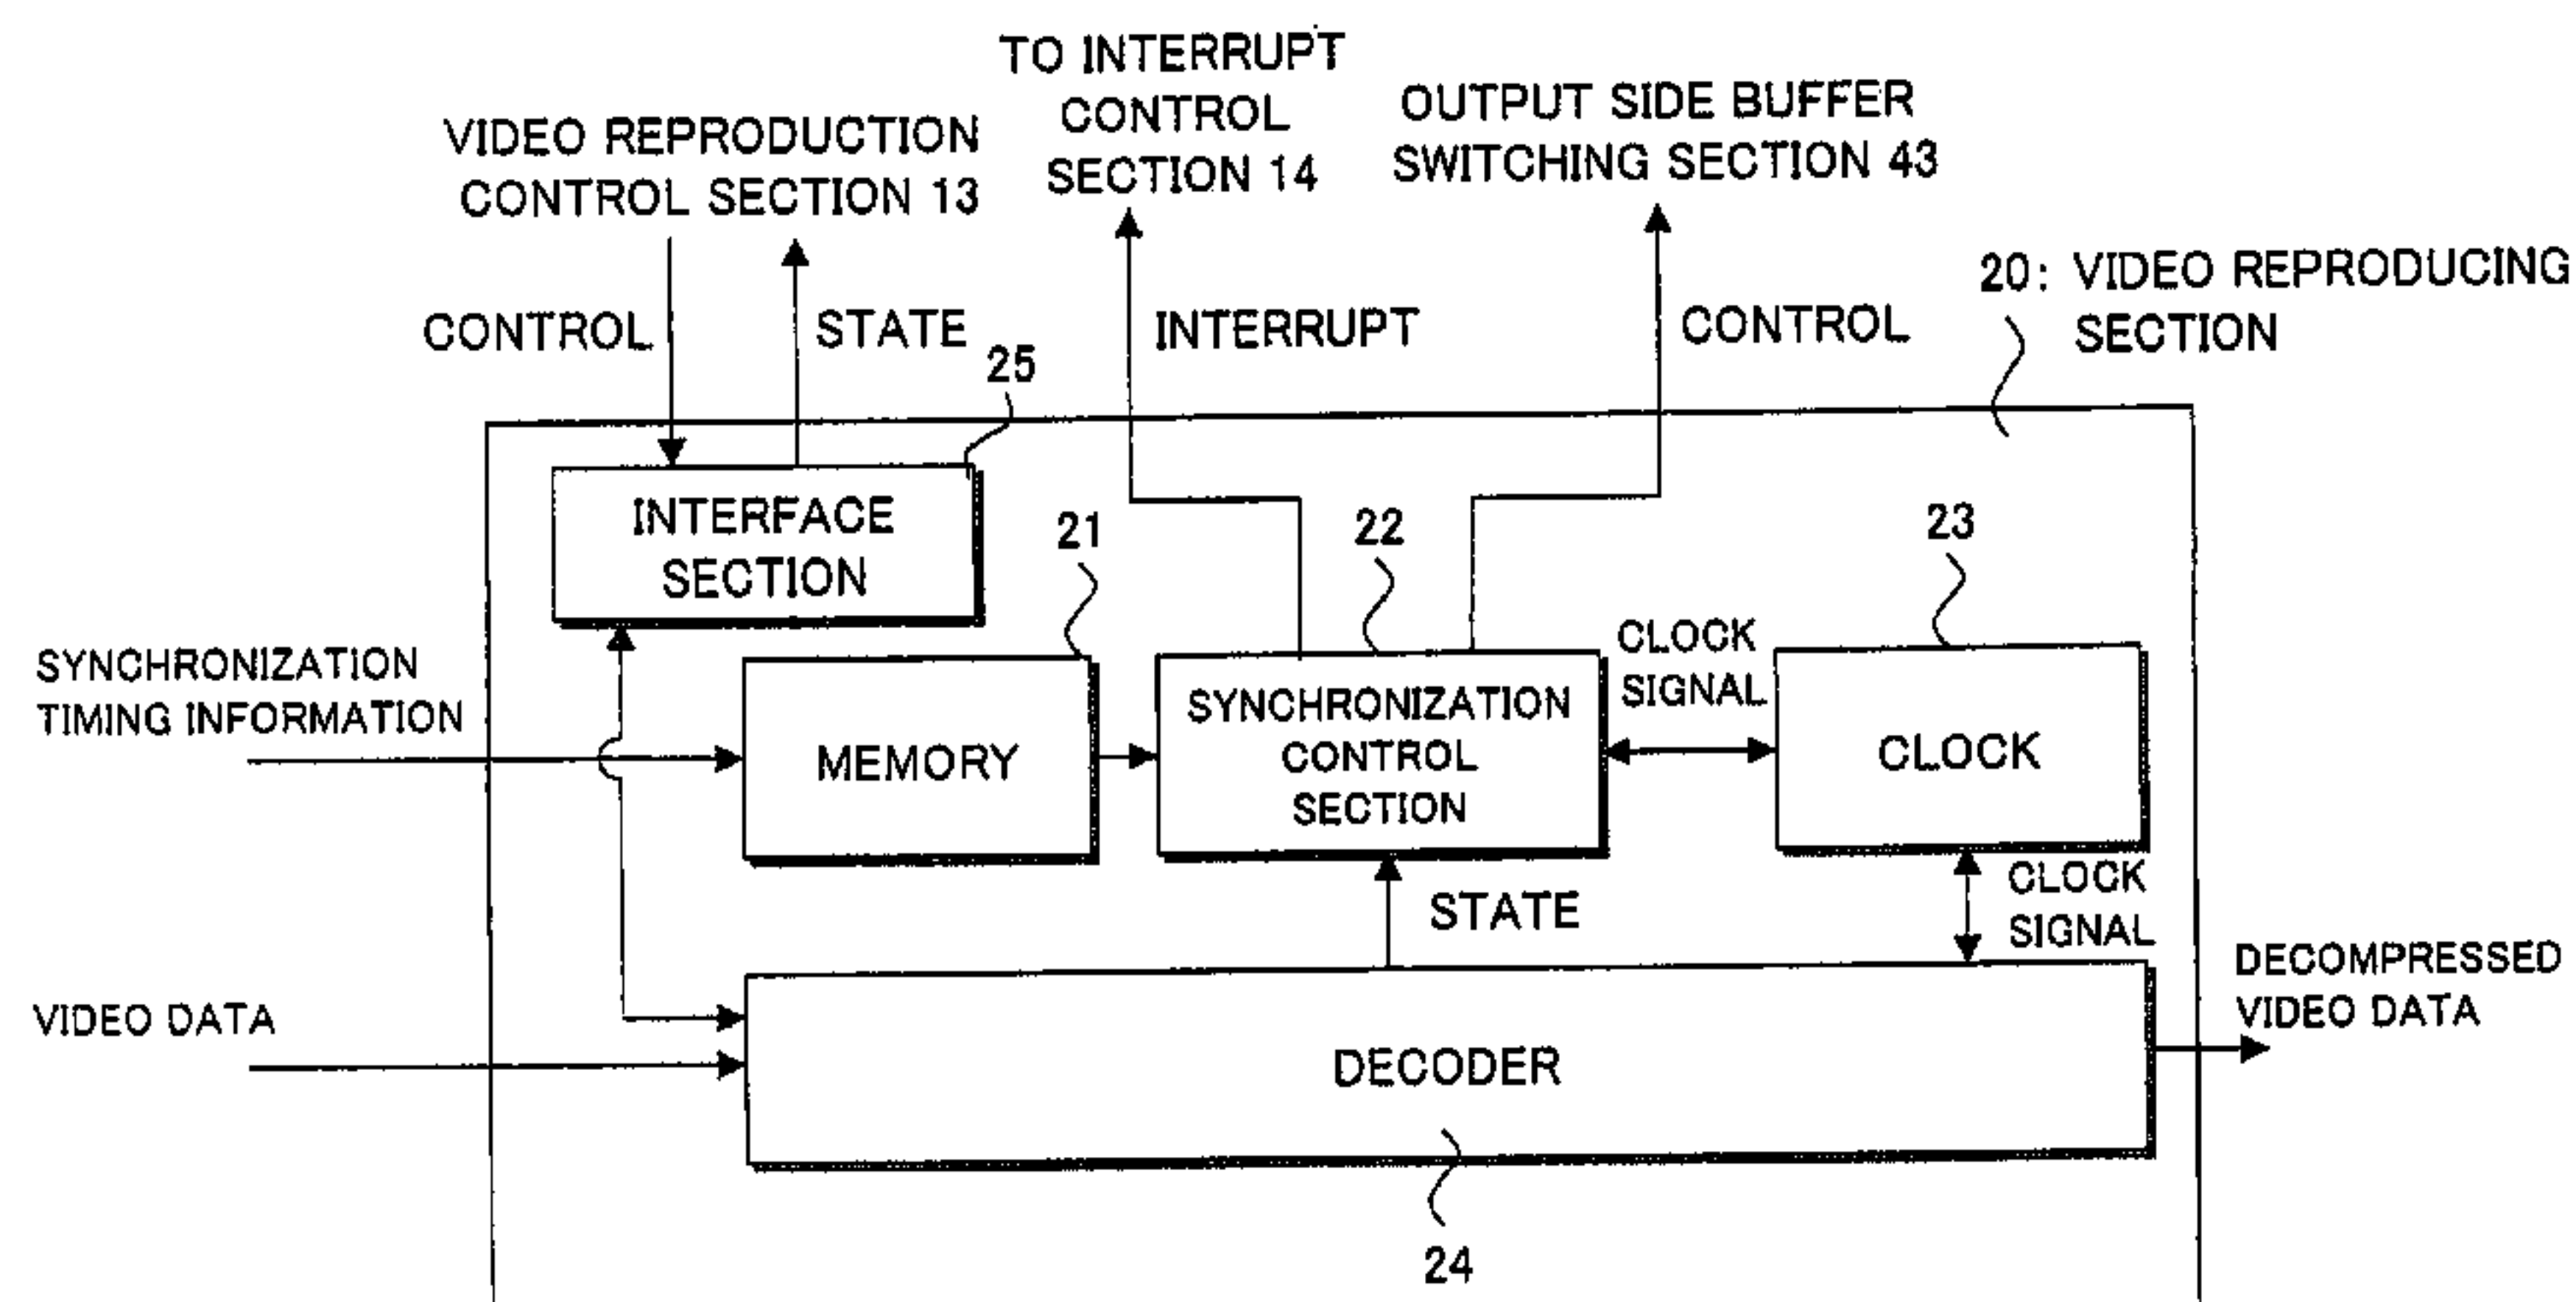 TO INTERRUPT
CONTROL
SECTION 14
OUTPUT SIDE BUFFER
SWITCHING SECTION 43
VIDEO REPRODUCTION
CONTROL SECTION 13
20: VIDEO REPRODUCING
SECTION
CONTROL
STATE
INTERRUPT
CONTROL
25
INTERFACE
SECTION
21
22
23
SYNCHRONIZATION
TIMING INFORMATION
MEMORY
SYNCHRONIZATION
CONTROL
SECTION
CLOCK
SIGNAL
CLOCK
STATE
CLOCK
SIGNAL
VIDEO DATA
DECODER
DECOMPRESSED
VIDEO DATA
24